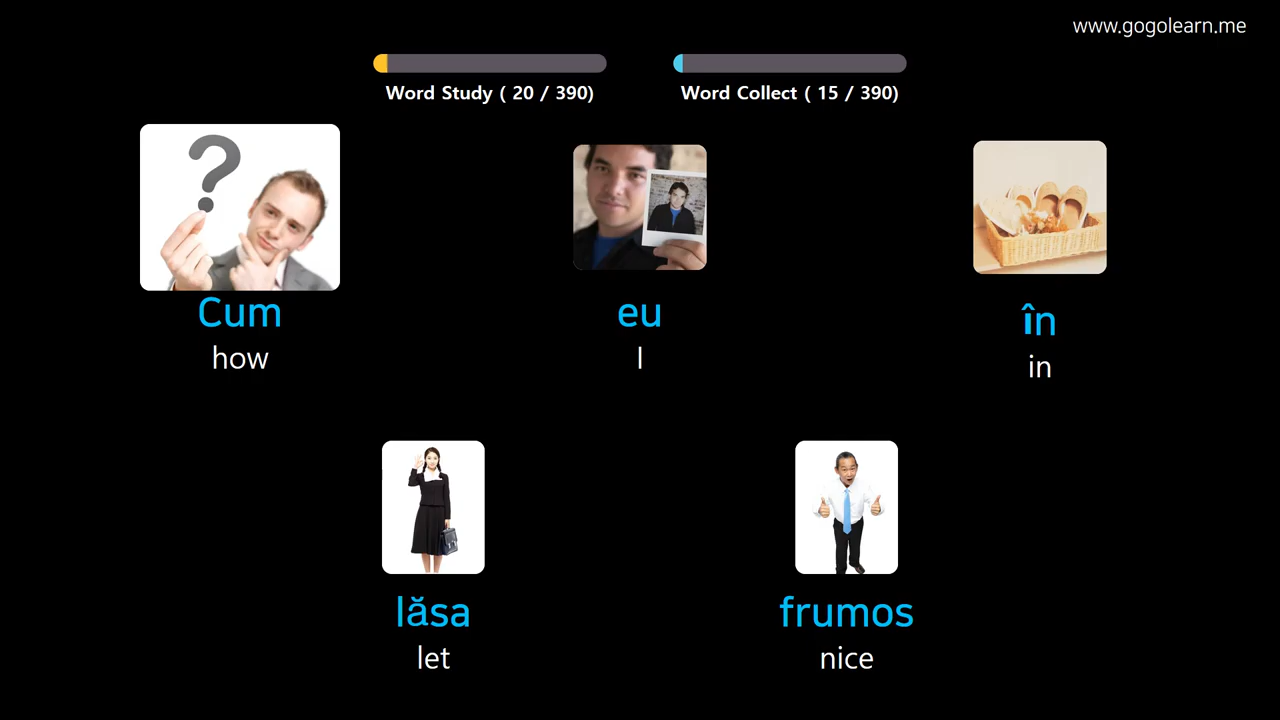 www.gogolearn.me
Word Study ( 20 / 390)
Word Collect ( 15 / 390)
Cum
how
eu
I
în
in
lăsa
let
frumos
nice